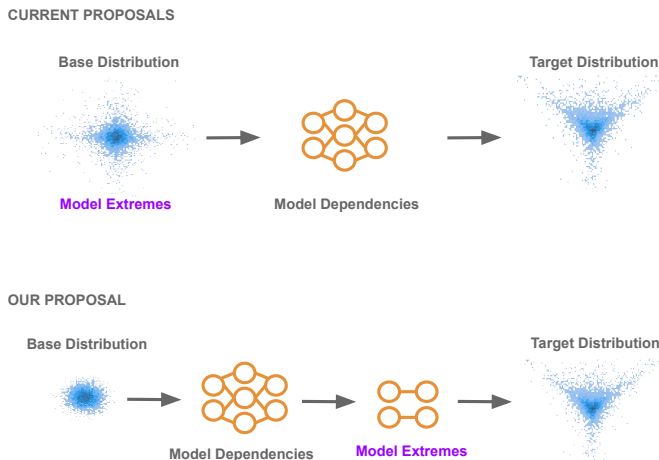 CURRENT PROPOSALS
Base Distribution
Target Distribution
Model Extremes
Model Dependencies
OUR PROPOSAL
Base Distribution
Target Distribution
Model Dependencies
Model Extremes